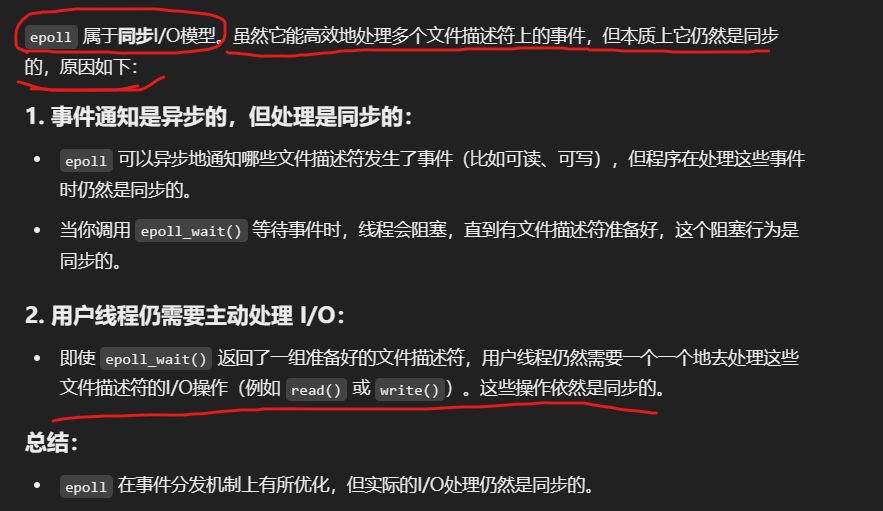 epoll 属于同步I/O模型。虽然它能高效地处理多个文件描述符上的事件，但本质上它仍然是同步
的，原因如下：
1. 事件通知是异步的，但处理是同步的：
• epoll 可以异步地通知哪些文件描述符发生了事件（比如可读、可写），但程序在处理这些事件
时仍然是同步的。
• 当你调用 epoll_wait() 等待事件时，线程会阻塞，直到有文件描述符准备好，这个阻塞行为是
同步的。
2. 用户线程仍需要主动处理 I/O：
• 即使 epoll_wait() 返回了一组准备好的文件描述符，用户线程仍然需要一个一个地去处理这些
文件描述符的I/O操作（例如 read() 或 write()）。这些操作依然是同步的。
总结：
• epoll 在事件分发机制上有所优化，但实际的I/O处理仍然是同步的。